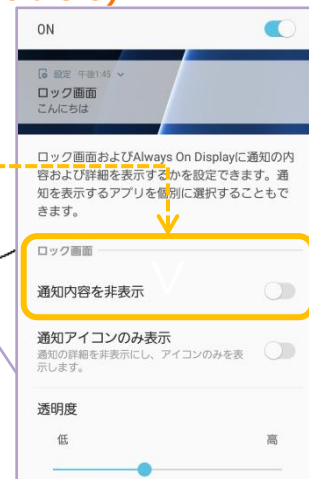 ON
設定 午後1:45
ロック画面
こんにちは
ロック画面およびAlways On Displayに通知の内
容および詳細を表示するかを設定できます。通
知を表示するアプリを個別に選択することもで
きます。
ロック画面
通知内容を非表示
通知アイコンのみ表示
通知の詳細を非表示にし、アイコンのみを表
示します。
透明度
低 高